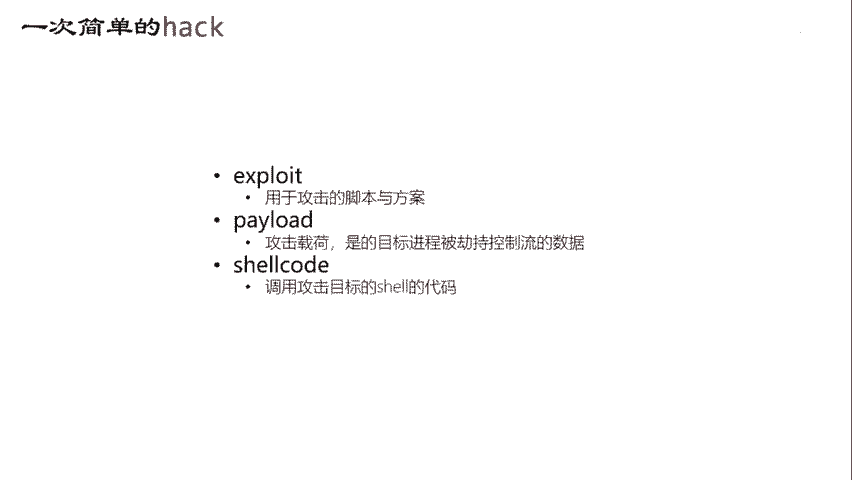 一次简单的hack
• exploit
• 用于攻击的脚本与方案
• payload
• 攻击载荷，是的目标进程被劫持控制流的数据
• shellcode
• 调用攻击目标的shell的代码